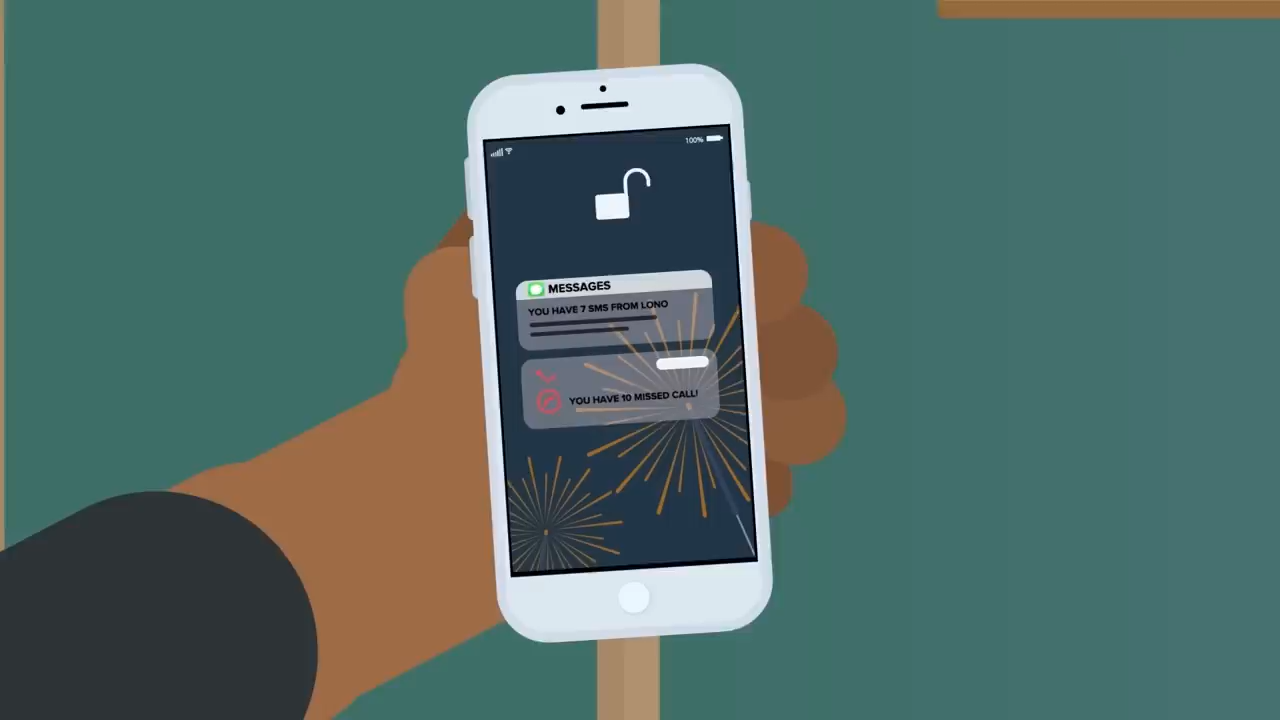 100%
MESSAGES
YOU HAVE 7 SMS FROM LONO
YOU HAVE 10 MISSED CALL!